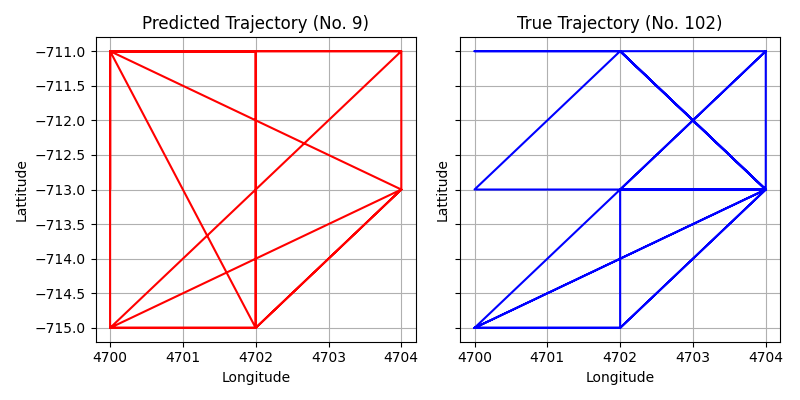 Predicted Trajectory (No. 9)
True Trajectory (No. 102)
−711.0
−711.5
−712.0
−712.5
−713.0
−713.5
−714.0
−714.5
−715.0
Lattitude
Lattitude
4700 4701 4702 4703 4704
4700 4701 4702 4703 4704
Longitude
Longitude